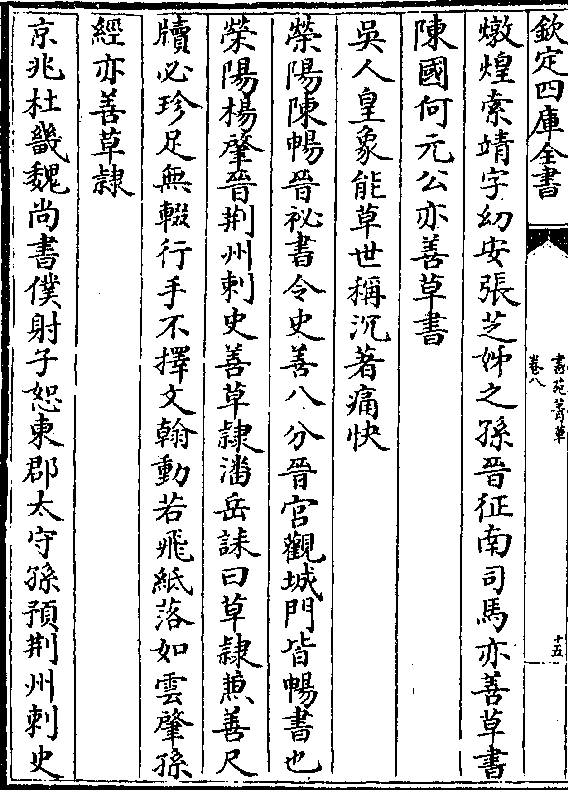 欽定四庫全書
書苑菁華
卷八
十五
燉煌索靖字幼安張芝姊之孫晉征南司馬亦善草書
陳國何元公亦善草書
吳人皇象能草世稱沉著痛快
滎陽陳暢晉祕書令史善八分晉宫觀城門皆暢書也
滎陽楊肇晉荆州刺史善草隸潘岳誄曰草隸兼善尺
牘必珍足無輟行手不擇文翰動若飛紙落如雲肇孫
經亦善草隸
京兆杜畿魏尚書僕射子恕東郡太守孫預荆州刺史